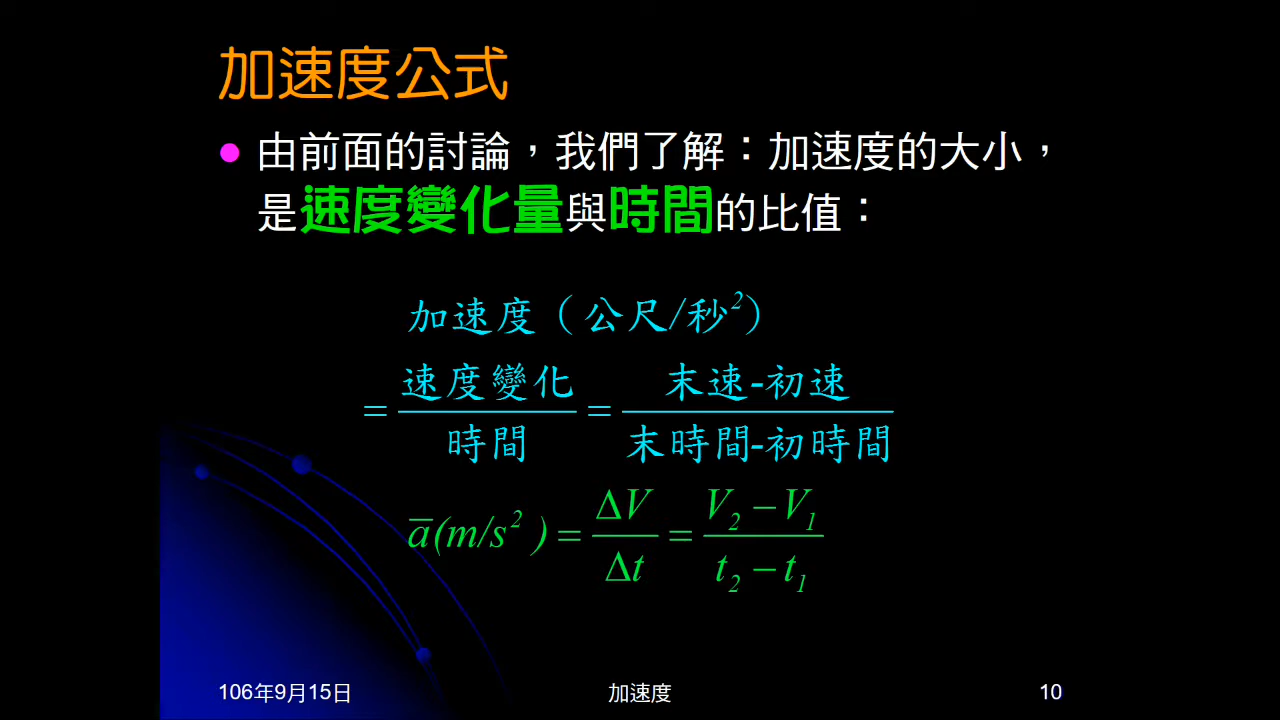 加速度公式
由前面的討論，我們了解：加速度的大小，
是速度變化量與時間的比值：
加速度（公尺/秒²）
= 速度變化/時間 = 末速-初速/末時間-初時間
a̅(m/s²) = ΔV/Δt = V₂ − V₁/t₂ − t₁
106年9月15日
加速度
10